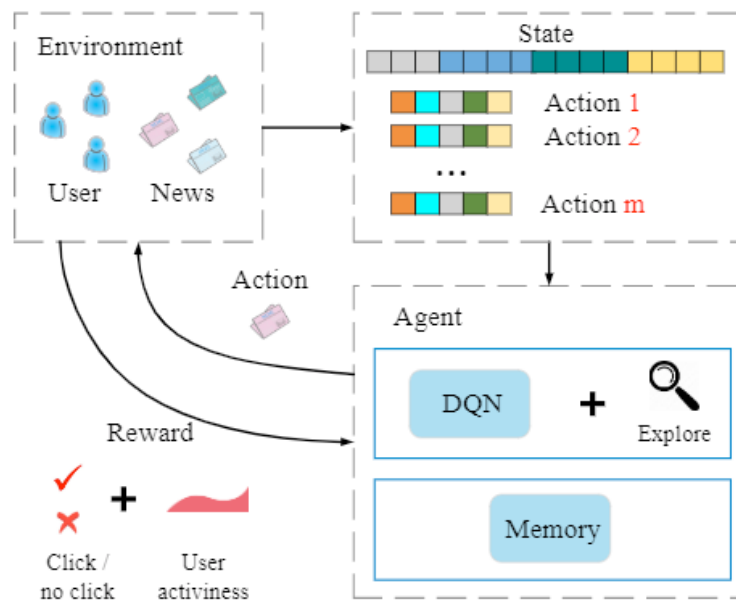 Environment
User
News
State
Action 1
Action 2
...
Action m
Action
Agent
DQN
+
Explore
Memory
Reward
+
Click /
no click
User
activiness